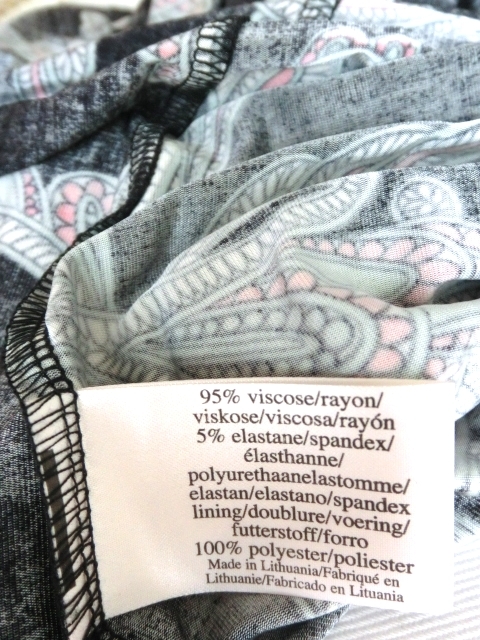 95% viscose/rayon/
viskose/viscosa/rayón
5% elastane/spandex/
élasthanne/
polyurethaanelastomme/
elastan/elastano/spandex
lining/doublure/voering/
futterstoff/forro
100% polyester/poliester
Made in Lithuania/Fabriqué en
Lithuanie/Fabricado en Lituania